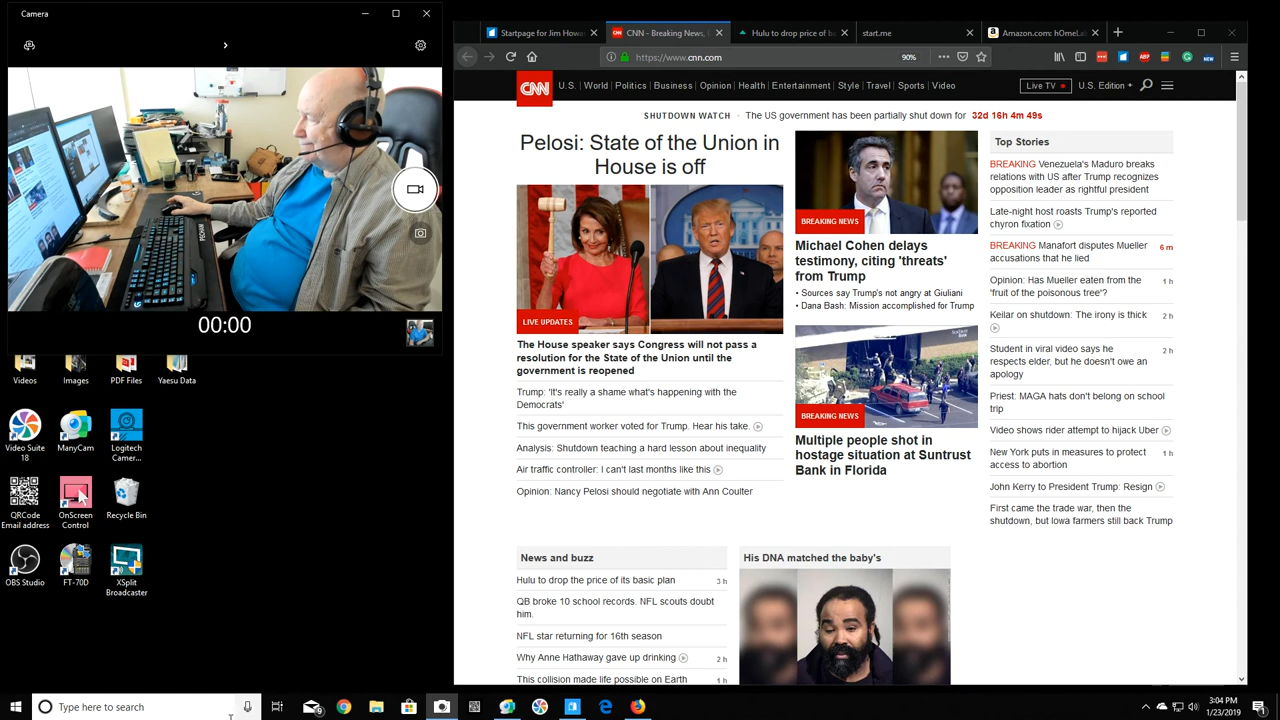 Camera
00:00
Videos
Images
PDF Files
Yaesu Data
Video Suite
18
ManyCam
Logitech
Camer...
QRCode
Email address
OnScreen
Control
Recycle Bin
OBS Studio
FT-70D
XSplit
Broadcaster
Startpage for Jim Howa
CNN - Breaking News,
Hulu to drop price of b
start.me
Amazon.com: hOmeLa
https://www.cnn.com
90%
CNN
U.S. World Politics Business Opinion Health Entertainment Style Travel Sports Video
Live TV
U.S. Edition +
SHUTDOWN WATCH · The US government has been partially shut down for 32d 16h 4m 49s
Pelosi: State of the Union in
House is off
LIVE UPDATES
The House speaker says Congress will not pass a
resolution for the State of the Union until the
government is reopened
Trump: 'It's really a shame what's happening with the
Democrats'
This government worker voted for Trump. Hear his take.
Analysis: Shutdown teaching a hard lesson about inequality
Air traffic controller: I can't last months like this
Opinion: Nancy Pelosi should negotiate with Ann Coulter
BREAKING NEWS
Michael Cohen delays
testimony, citing 'threats'
from Trump
• Sources say Trump's not angry at Giuliani
• Dana Bash: Mission accomplished for Trump
BREAKING NEWS
Multiple people shot in
hostage situation at Suntrust
Bank in Florida
Top Stories
BREAKING Venezuela's Maduro breaks
relations with US after Trump recognizes
opposition leader as rightful president
Late-night host roasts Trump's reported
chyron fixation
BREAKING Manafort disputes Mueller 6 m
accusations that he lied
Opinion: Has Mueller eaten from the 1 h
'fruit of the poisonous tree'?
Keilar on shutdown: The irony is thick 2 h
Student in viral video says he 2 h
respects elder, but he doesn't owe an
apology
Priest: MAGA hats don't belong on school
trip
Video shows rider attempt to hijack Uber
New York puts in measures to protect 1 h
access to abortion
John Kerry to President Trump: Resign
First came the trade war, then the
shutdown, but Iowa farmers still back Trump
News and buzz
Hulu to drop the price of its basic plan 3 h
QB broke 10 school records. NFL scouts doubt
him.
NFL star returning for 16th season
Why Anne Hathaway gave up drinking 2 h
This collision made life possible on Earth 1 h
His DNA matched the baby's
Type here to search
3:04 PM
1/23/2019